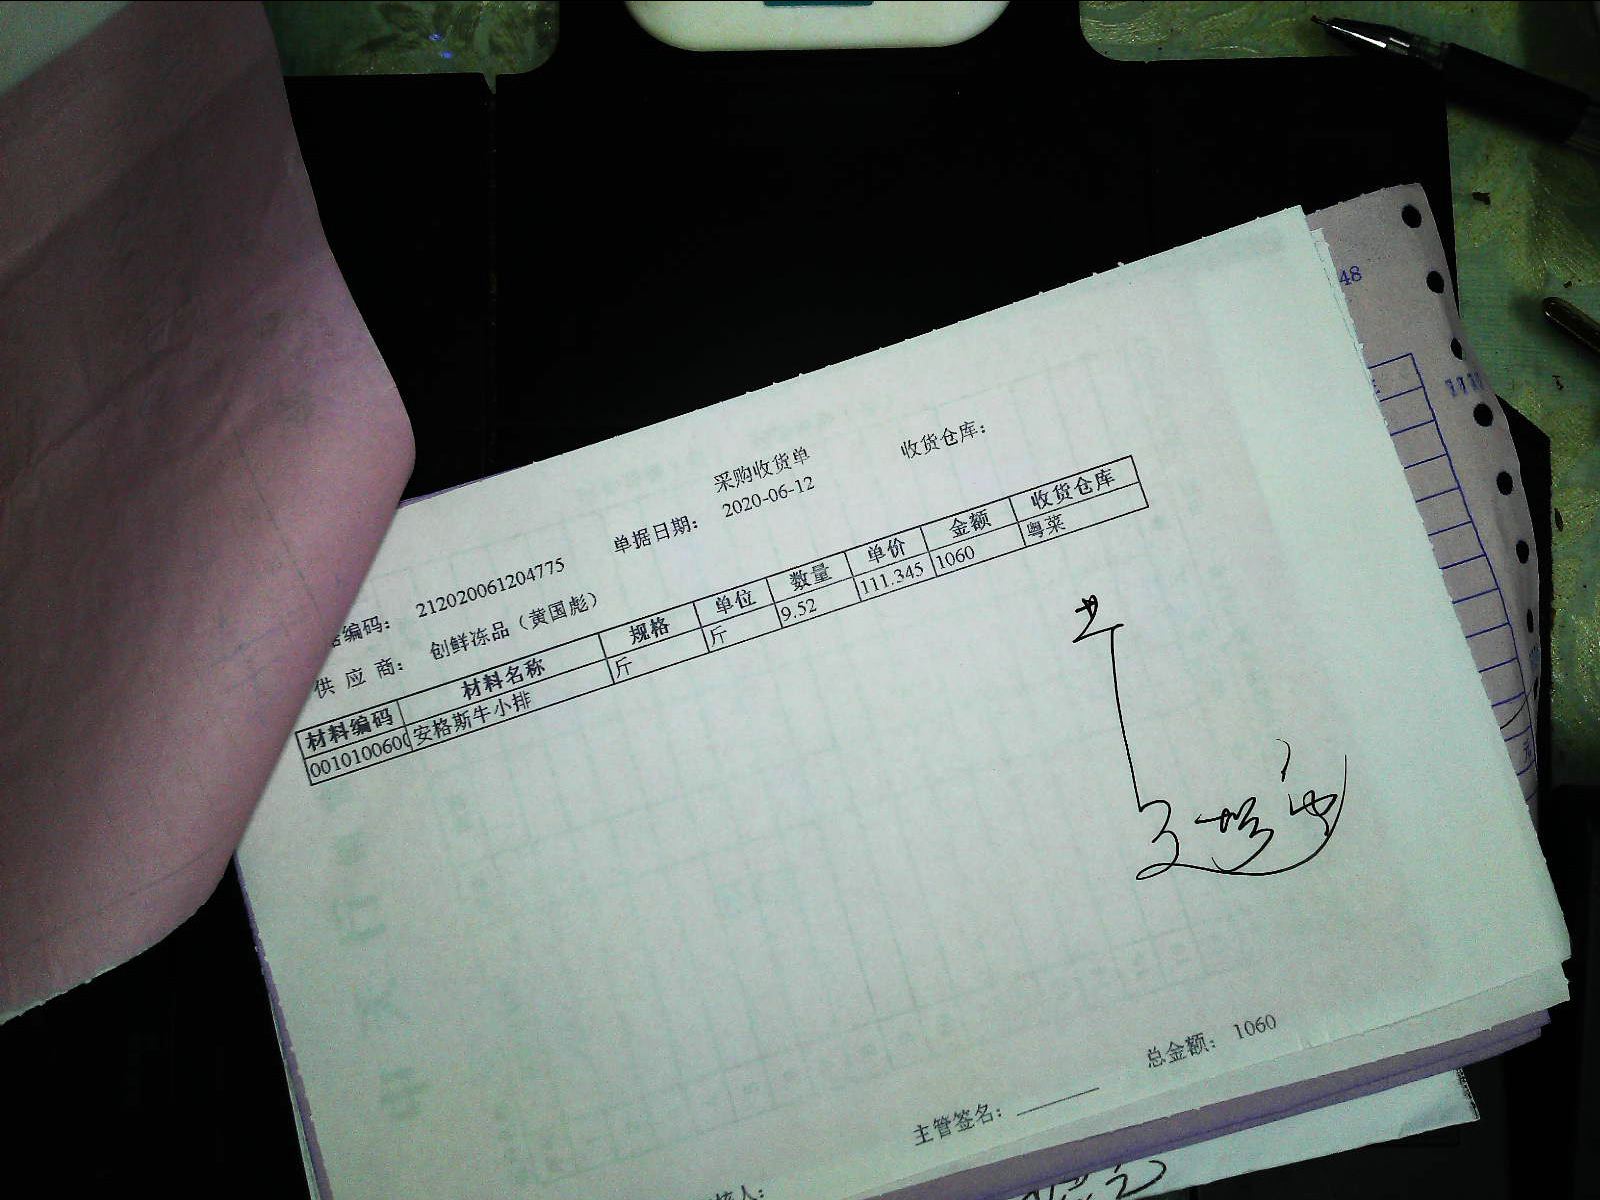 采购收货单
收货仓库：
单据日期： 2020-06-12
编码： 212020061204775
供应商： 创鲜冻品（黄国彪）
材料编码 材料名称 规格 单位 数量 单价 金额 收货仓库
001010060 安格斯牛小排 斤 斤 9.52 111.345 1060 粤菜
主管签名： 总金额： 1060
人：
48